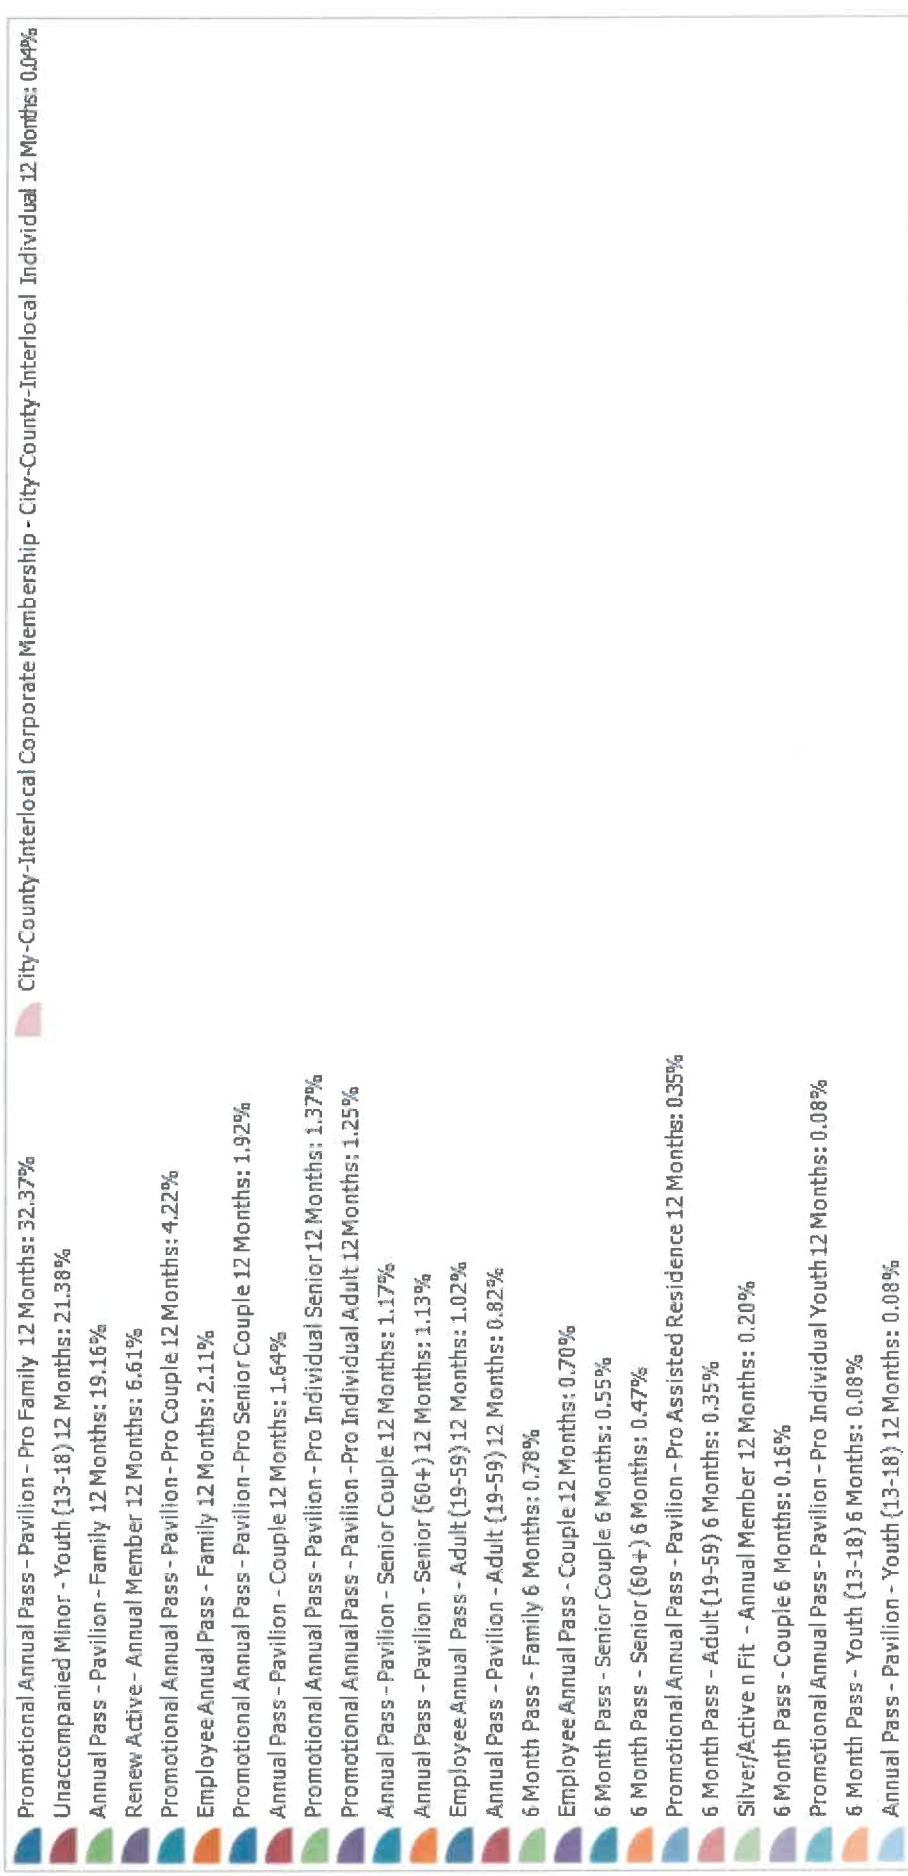 Promotional Annual Pass - Pavilion - Pro Family 12 Months: 32.37%
Unaccompanied Minor - Youth (13-18) 12 Months: 21.38%
Annual Pass - Pavilion - Family 12 Months: 19.16%
Renew Active - Annual Member 12 Months: 6.61%
Promotional Annual Pass - Pavilion - Pro Couple 12 Months: 4.22%
Employee Annual Pass - Family 12 Months: 2.11%
Promotional Annual Pass - Pavilion - Pro Senior Couple 12 Months: 1.92%
Annual Pass - Pavilion - Couple 12 Months: 1.64%
Promotional Annual Pass - Pavilion - Pro Individual Senior 12 Months: 1.37%
Promotional Annual Pass - Pavilion - Pro Individual Adult 12 Months: 1.25%
Annual Pass - Pavilion - Senior Couple 12 Months: 1.17%
Annual Pass - Pavilion - Senior (60+) 12 Months: 1.13%
Employee Annual Pass - Adult (19-59) 12 Months: 1.02%
Annual Pass - Pavilion - Adult (19-59) 12 Months: 0.82%
6 Month Pass - Family 6 Months: 0.78%
Employee Annual Pass - Couple 12 Months: 0.70%
6 Month Pass - Senior Couple 6 Months: 0.55%
6 Month Pass - Senior (60+) 6 Months: 0.47%
Promotional Annual Pass - Pavilion - Pro Assisted Residence 12 Months: 0.35%
6 Month Pass - Adult (19-59) 6 Months: 0.35%
Silver/Active n Fit - Annual Member 12 Months: 0.20%
6 Month Pass - Couple 6 Months: 0.16%
Promotional Annual Pass - Pavilion - Pro Individual Youth 12 Months: 0.08%
6 Month Pass - Youth (13-18) 6 Months: 0.08%
Annual Pass - Pavilion - Youth (13-18) 12 Months: 0.08%
City-County-Interlocal Corporate Membership - City-County-Interlocal Individual 12 Months: 0.04%